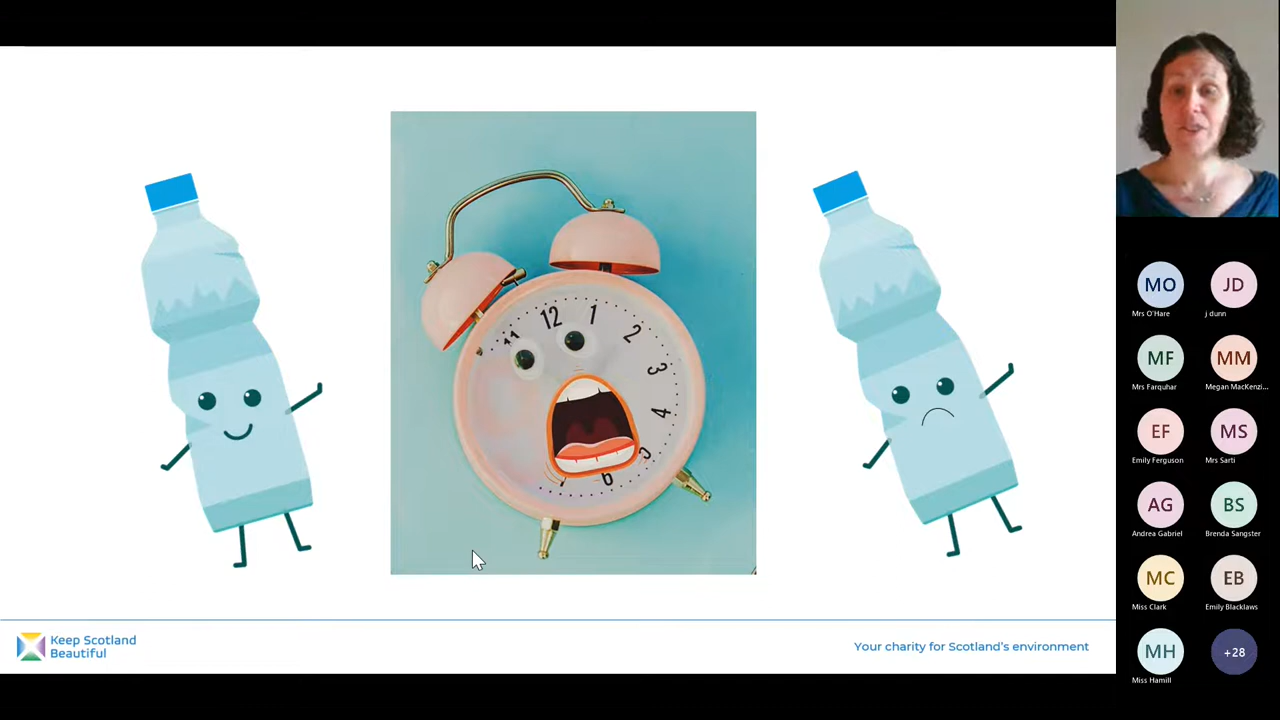 11
12
1
2
3
4
5
6
Keep Scotland
Beautiful
Your charity for Scotland's environment
MO
Mrs O'Hare
JD
j dunn
MF
Mrs Farquhar
MM
Megan MacKenzi...
EF
Emily Ferguson
MS
Mrs Sarti
AG
Andrea Gabriel
BS
Brenda Sangster
MC
Miss Clark
EB
Emily Blacklaws
MH
Miss Hamill
+28